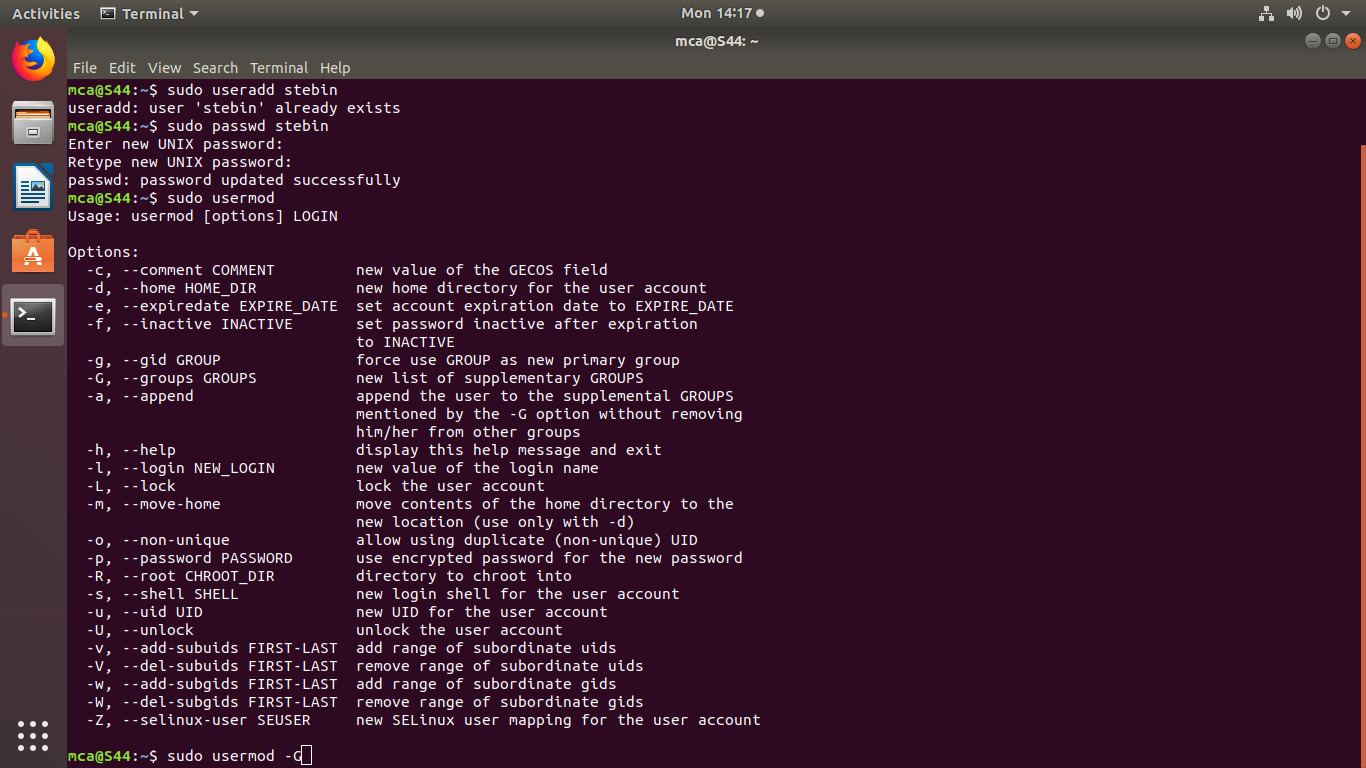 Activities Terminal Mon 14:17
mca@S44: ~
File Edit View Search Terminal Help
mca@S44:~$ sudo useradd stebin
useradd: user 'stebin' already exists
mca@S44:~$ sudo passwd stebin
Enter new UNIX password:
Retype new UNIX password:
passwd: password updated successfully
mca@S44:~$ sudo usermod
Usage: usermod [options] LOGIN

Options:
  -c, --comment COMMENT         new value of the GECOS field
  -d, --home HOME_DIR           new home directory for the user account
  -e, --expiredate EXPIRE_DATE  set account expiration date to EXPIRE_DATE
  -f, --inactive INACTIVE       set password inactive after expiration
                                to INACTIVE
  -g, --gid GROUP               force use GROUP as new primary group
  -G, --groups GROUPS           new list of supplementary GROUPS
  -a, --append                  append the user to the supplemental GROUPS
                                mentioned by the -G option without removing
                                him/her from other groups
  -h, --help                    display this help message and exit
  -l, --login NEW_LOGIN         new value of the login name
  -L, --lock                    lock the user account
  -m, --move-home               move contents of the home directory to the
                                new location (use only with -d)
  -o, --non-unique              allow using duplicate (non-unique) UID
  -p, --password PASSWORD       use encrypted password for the new password
  -R, --root CHROOT_DIR         directory to chroot into
  -s, --shell SHELL             new login shell for the user account
  -u, --uid UID                 new UID for the user account
  -U, --unlock                  unlock the user account
  -v, --add-subuids FIRST-LAST  add range of subordinate uids
  -V, --del-subuids FIRST-LAST  remove range of subordinate uids
  -w, --add-subgids FIRST-LAST  add range of subordinate gids
  -W, --del-subgids FIRST-LAST  remove range of subordinate gids
  -Z, --selinux-user SEUSER     new SELinux user mapping for the user account

mca@S44:~$ sudo usermod -G